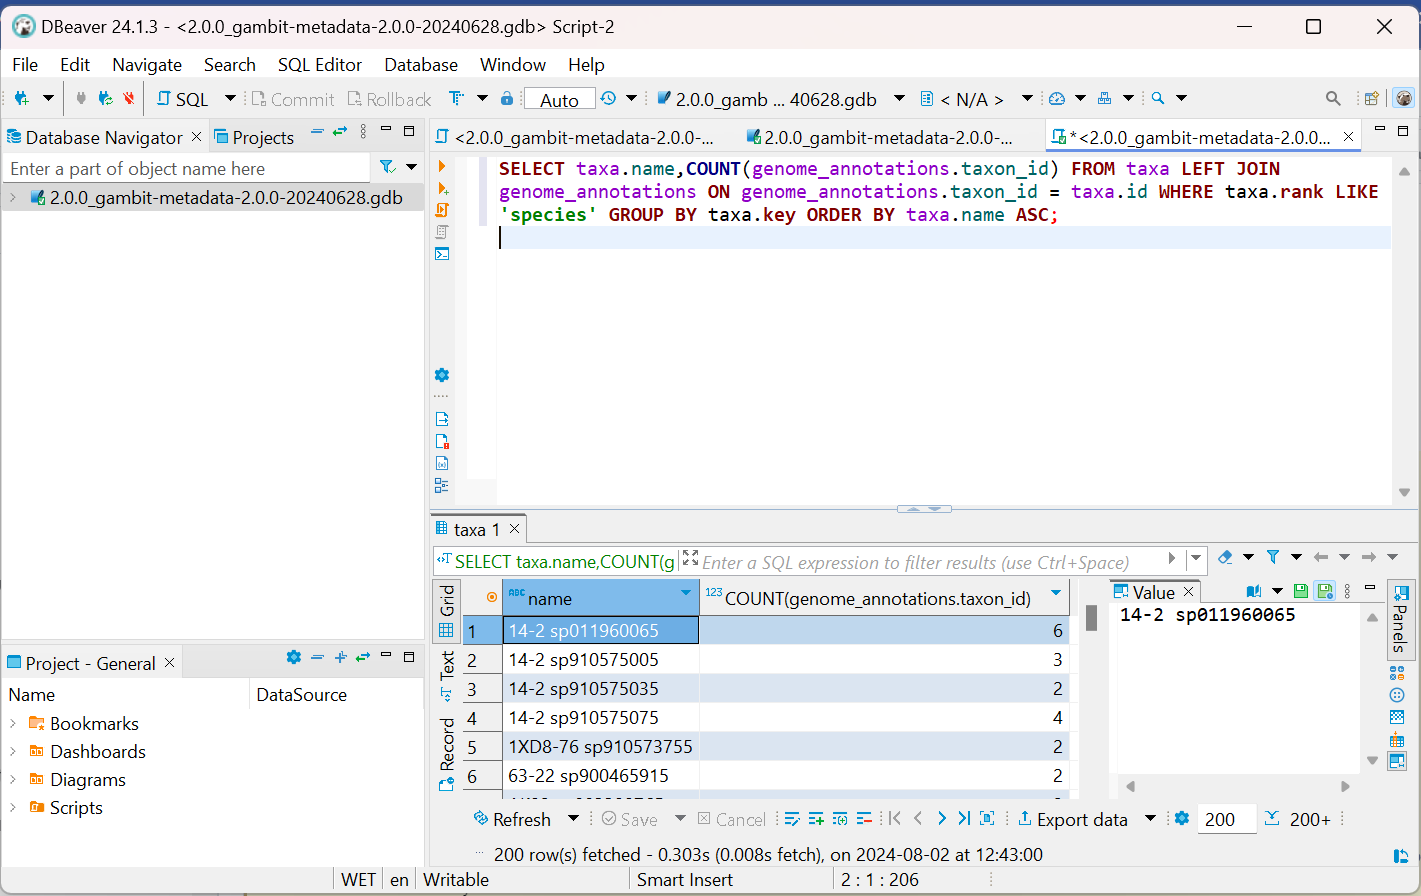 DBeaver 24.1.3 - <2.0.0_gambit-metadata-2.0.0-20240628.gdb> Script-2
File Edit Navigate Search SQL Editor Database Window Help
SQL Commit Rollback Auto 2.0.0_gamb ... 40628.gdb < N/A >
Database Navigator Projects
Enter a part of object name here
2.0.0_gambit-metadata-2.0.0-20240628.gdb
<2.0.0_gambit-metadata-2.0.0-... 2.0.0_gambit-metadata-2.0.0-... *<2.0.0_gambit-metadata-2.0.0...
SELECT taxa.name,COUNT(genome_annotations.taxon_id) FROM taxa LEFT JOIN
genome_annotations ON genome_annotations.taxon_id = taxa.id WHERE taxa.rank LIKE
'species' GROUP BY taxa.key ORDER BY taxa.name ASC;
taxa 1
SELECT taxa.name,COUNT(g Enter a SQL expression to filter results (use Ctrl+Space)
Grid
Text
Record
ABC name 123 COUNT(genome_annotations.taxon_id)
1 14-2 sp011960065 6
2 14-2 sp910575005 3
3 14-2 sp910575035 2
4 14-2 sp910575075 4
5 1XD8-76 sp910573755 2
6 63-22 sp900465915 2
Value
14-2 sp011960065
Panels
Refresh Save Cancel Export data 200 200+
200 row(s) fetched - 0.303s (0.008s fetch), on 2024-08-02 at 12:43:00
Project - General
Name DataSource
Bookmarks
Dashboards
Diagrams
Scripts
WET en Writable Smart Insert 2 : 1 : 206